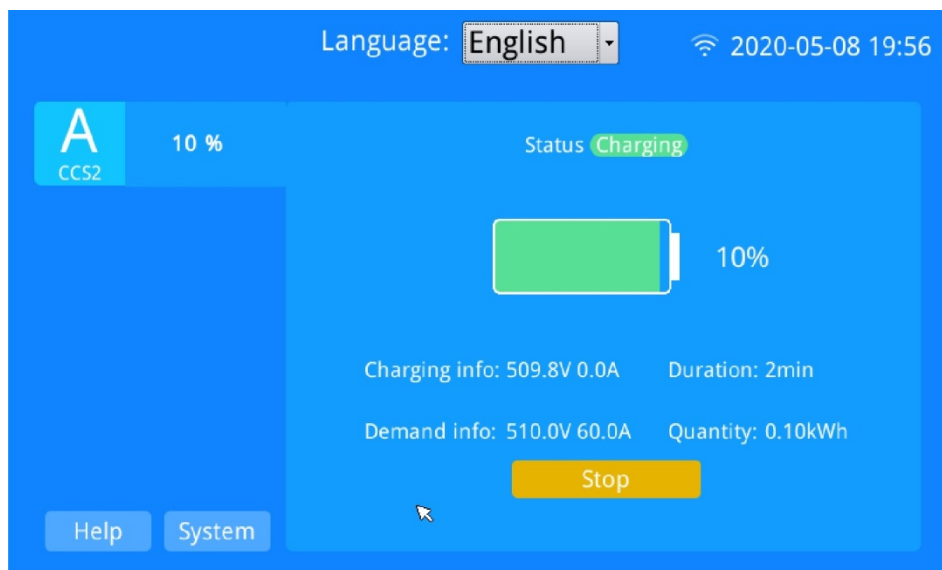 Language: English 2020-05-08 19:56
A
CCS2
10 %
Status Charging
10%
Charging info: 509.8V 0.0A Duration: 2min
Demand info: 510.0V 60.0A Quantity: 0.10kWh
Stop
Help System